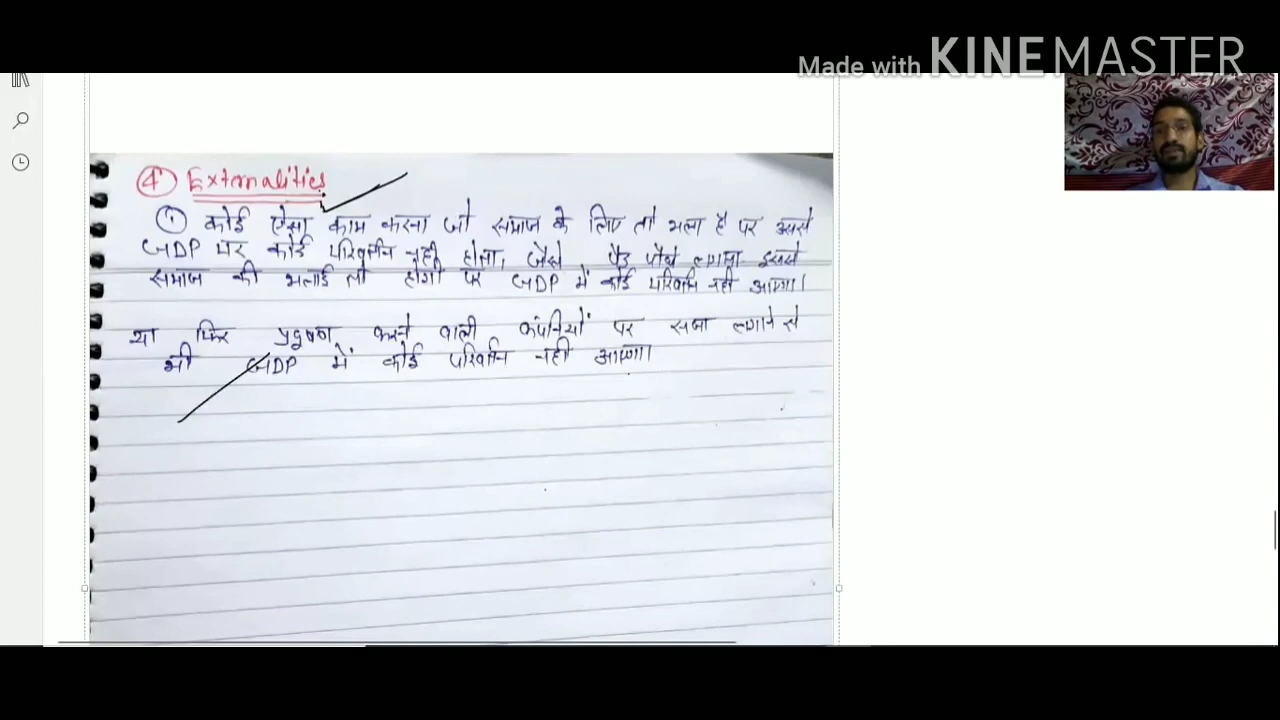 Made with KINEMASTER
④ Externalities
① कोई ऐसा काम करना जो समाज के लिए तो भला है पर उससे
GDP पर कोई परिवर्तन नही होता, जैसे पेड़ पौधे लगाना इससे
समाज की भलाई तो होगी पर GDP में कोई परिवर्तन नही आएगा।
या फिर प्रदूषण करने वाली कंपनियों पर सजा लगाने से
भी GDP में कोई परिवर्तन नही आएगा।